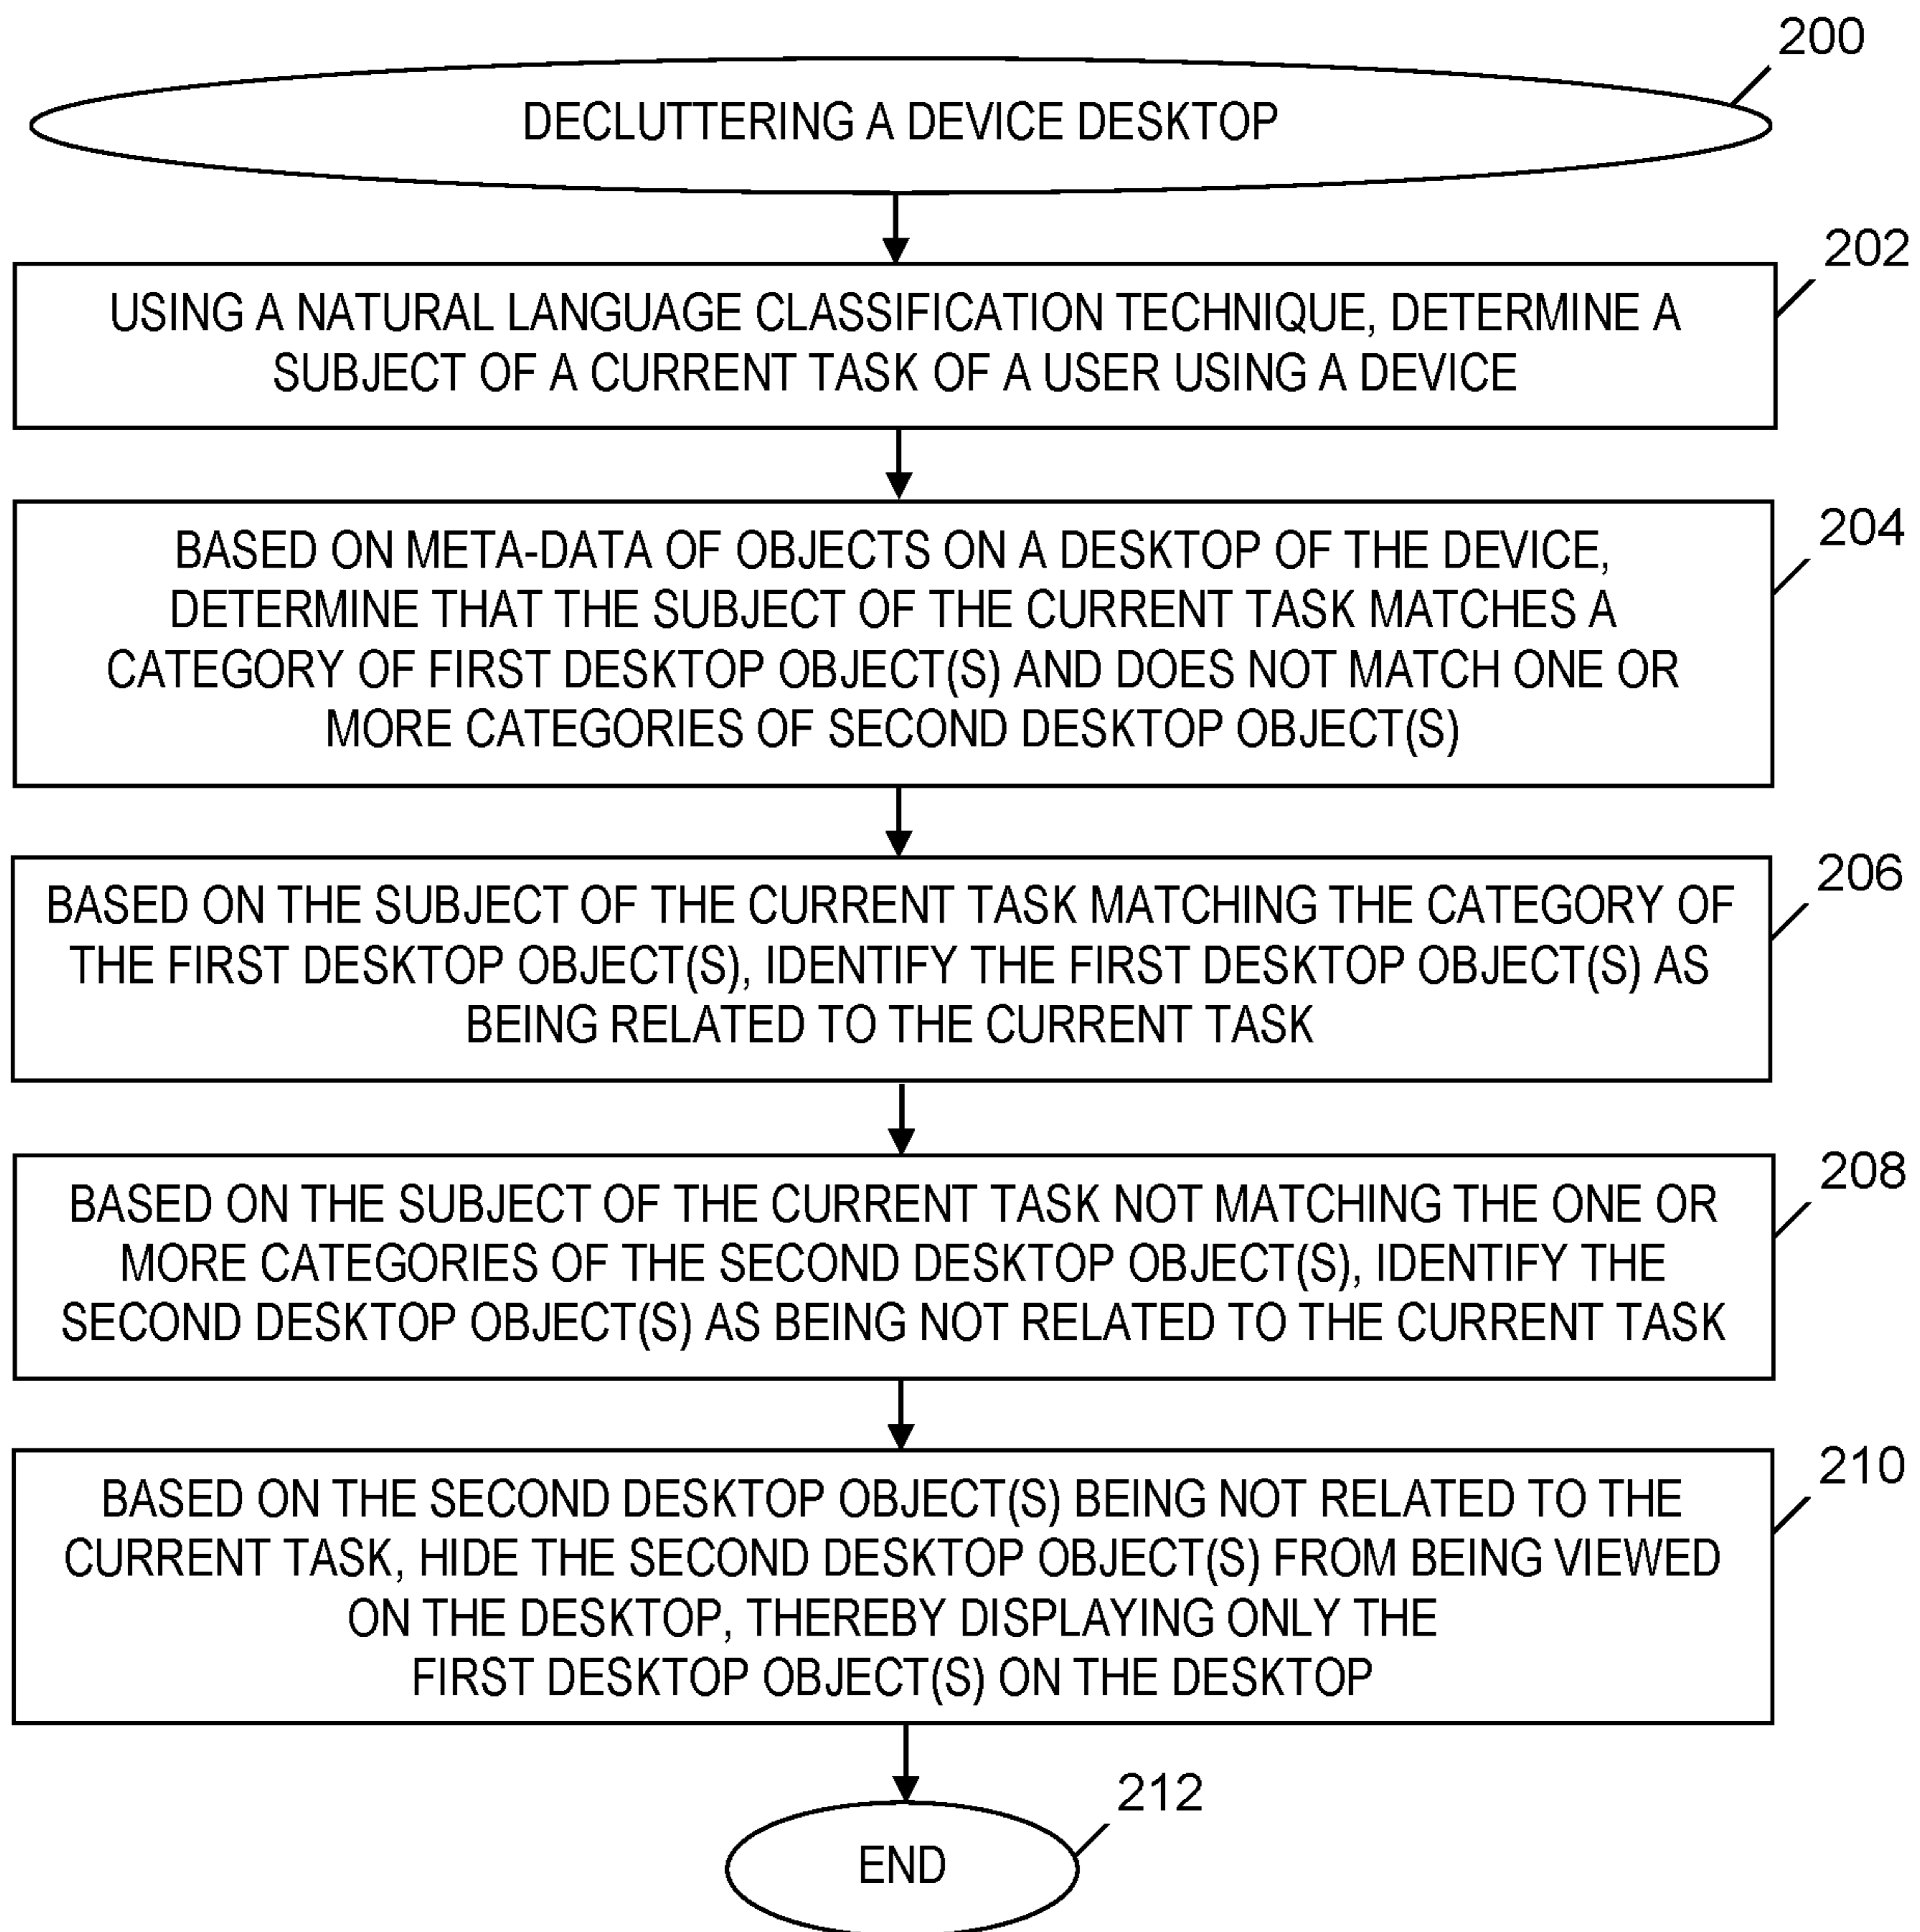 200
DECLUTTERING A DEVICE DESKTOP
202
USING A NATURAL LANGUAGE CLASSIFICATION TECHNIQUE, DETERMINE A
SUBJECT OF A CURRENT TASK OF A USER USING A DEVICE
204
BASED ON META-DATA OF OBJECTS ON A DESKTOP OF THE DEVICE,
DETERMINE THAT THE SUBJECT OF THE CURRENT TASK MATCHES A
CATEGORY OF FIRST DESKTOP OBJECT(S) AND DOES NOT MATCH ONE OR
MORE CATEGORIES OF SECOND DESKTOP OBJECT(S)
206
BASED ON THE SUBJECT OF THE CURRENT TASK MATCHING THE CATEGORY OF
THE FIRST DESKTOP OBJECT(S), IDENTIFY THE FIRST DESKTOP OBJECT(S) AS
BEING RELATED TO THE CURRENT TASK
208
BASED ON THE SUBJECT OF THE CURRENT TASK NOT MATCHING THE ONE OR
MORE CATEGORIES OF THE SECOND DESKTOP OBJECT(S), IDENTIFY THE
SECOND DESKTOP OBJECT(S) AS BEING NOT RELATED TO THE CURRENT TASK
210
BASED ON THE SECOND DESKTOP OBJECT(S) BEING NOT RELATED TO THE
CURRENT TASK, HIDE THE SECOND DESKTOP OBJECT(S) FROM BEING VIEWED
ON THE DESKTOP, THEREBY DISPLAYING ONLY THE
FIRST DESKTOP OBJECT(S) ON THE DESKTOP
212
END